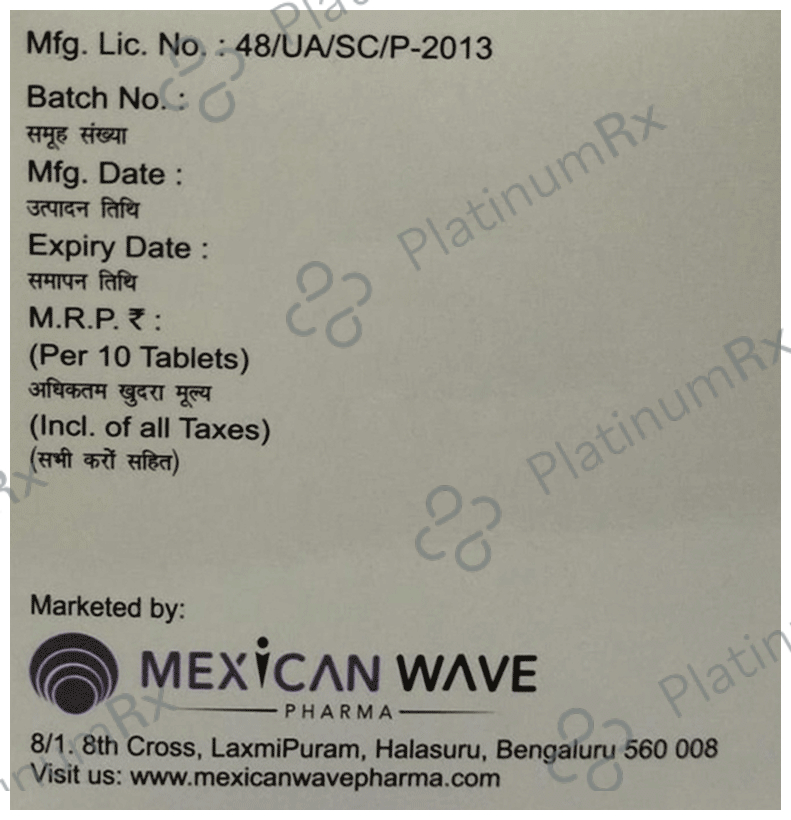 Mfg. Lic. No. : 48/UA/SC/P-2013
Batch No. :
समूह संख्या
Mfg. Date :
उत्पादन तिथि
Expiry Date :
समापन तिथि
M.R.P. ₹ :
(Per 10 Tablets)
अधिकतम खुदरा मूल्य
(Incl. of all Taxes)
(सभी करों सहित)
Marketed by:
MEXICAN WAVE
PHARMA
8/1. 8th Cross, LaxmiPuram, Halasuru, Bengaluru 560 008
Visit us: www.mexicanwavepharma.com
PlatinumRx
PlatinumRx